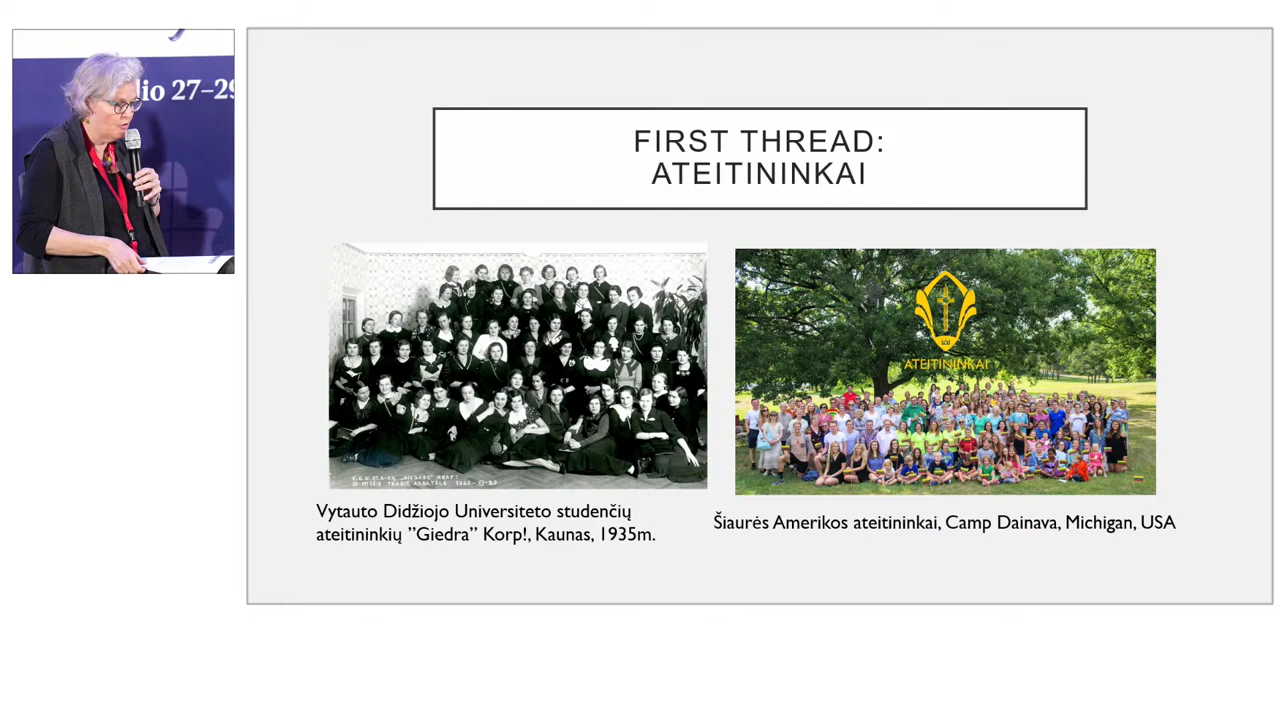 lio 27–29
FIRST THREAD:
ATEITININKAI
ATEITININKAI
Vytauto Didžiojo Universiteto studenčių
ateitininkių ”Giedra” Korp!, Kaunas, 1935m.
Šiaurės Amerikos ateitininkai, Camp Dainava, Michigan, USA